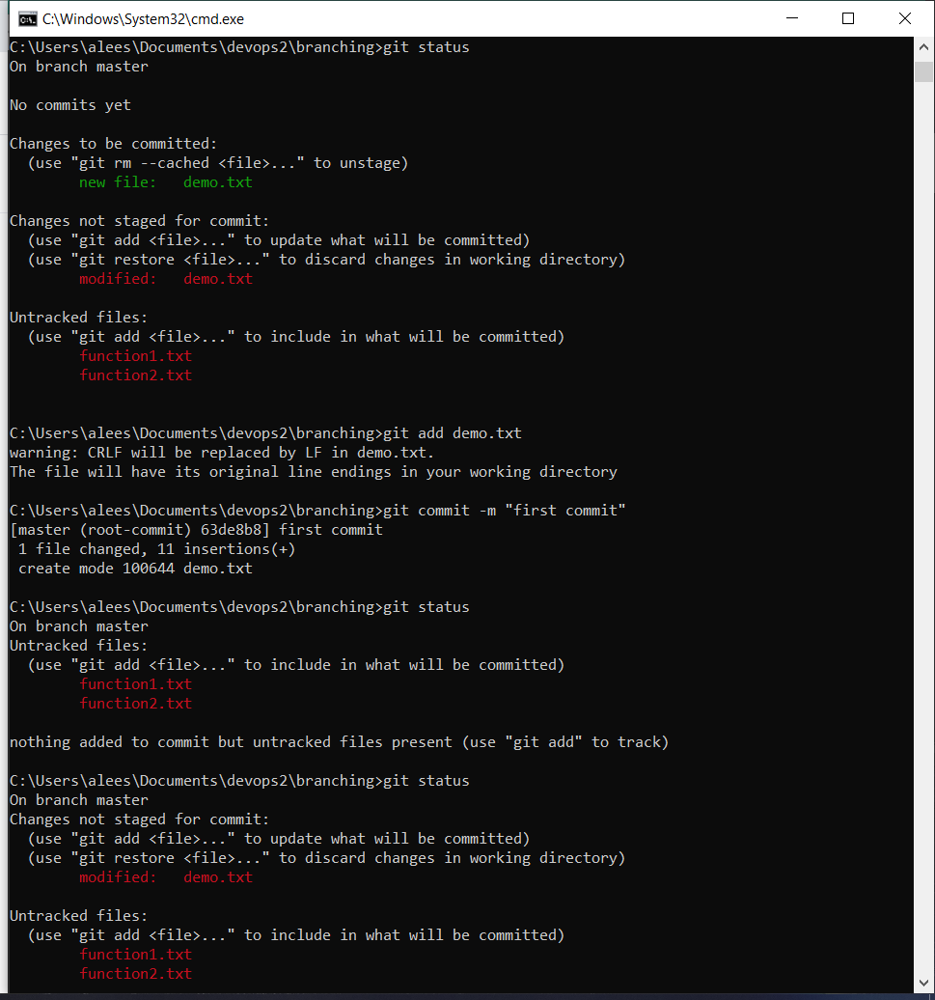 C:\Windows\System32\cmd.exe
C:\Users\alees\Documents\devops2\branching>git status
On branch master
No commits yet
Changes to be committed:
  (use "git rm --cached <file>..." to unstage)
        new file:   demo.txt
Changes not staged for commit:
  (use "git add <file>..." to update what will be committed)
  (use "git restore <file>..." to discard changes in working directory)
        modified:   demo.txt
Untracked files:
  (use "git add <file>..." to include in what will be committed)
        function1.txt
        function2.txt
C:\Users\alees\Documents\devops2\branching>git add demo.txt
warning: CRLF will be replaced by LF in demo.txt.
The file will have its original line endings in your working directory
C:\Users\alees\Documents\devops2\branching>git commit -m "first commit"
[master (root-commit) 63de8b8] first commit
 1 file changed, 11 insertions(+)
 create mode 100644 demo.txt
C:\Users\alees\Documents\devops2\branching>git status
On branch master
Untracked files:
  (use "git add <file>..." to include in what will be committed)
        function1.txt
        function2.txt
nothing added to commit but untracked files present (use "git add" to track)
C:\Users\alees\Documents\devops2\branching>git status
On branch master
Changes not staged for commit:
  (use "git add <file>..." to update what will be committed)
  (use "git restore <file>..." to discard changes in working directory)
        modified:   demo.txt
Untracked files:
  (use "git add <file>..." to include in what will be committed)
        function1.txt
        function2.txt